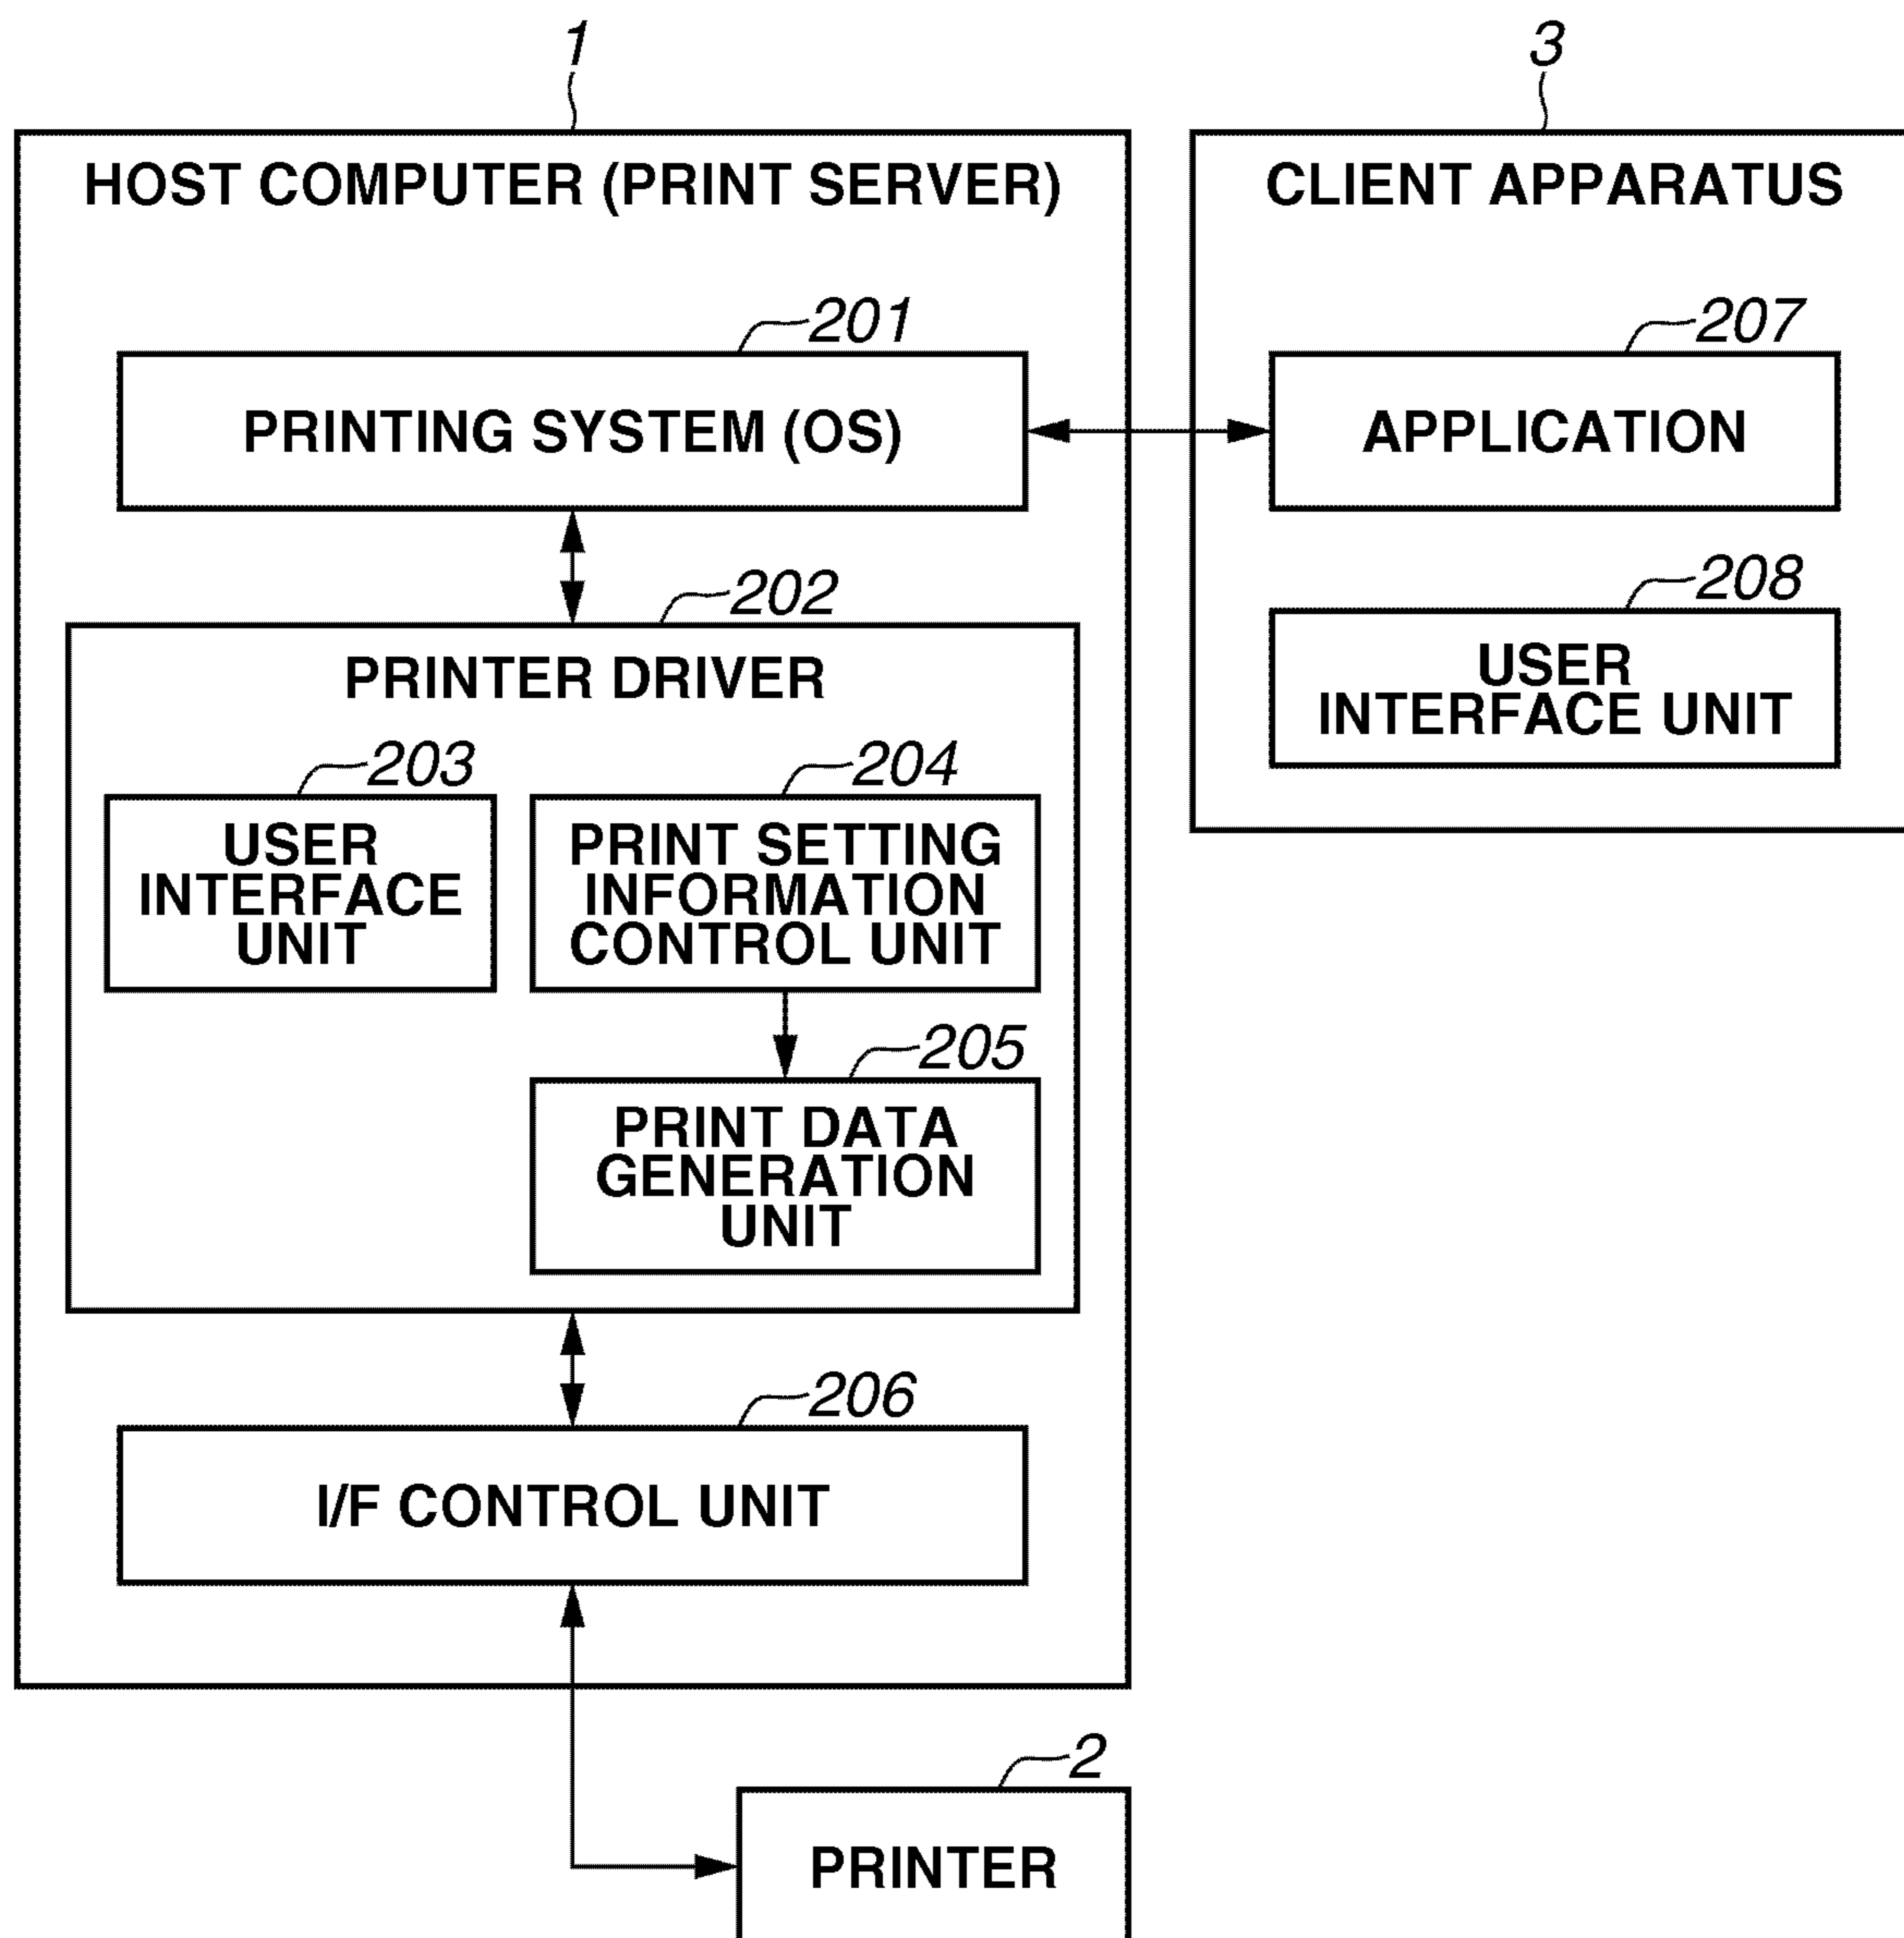 1
HOST COMPUTER (PRINT SERVER)
201
PRINTING SYSTEM (OS)
202
PRINTER DRIVER
203
USER
INTERFACE
UNIT
204
PRINT SETTING
INFORMATION
CONTROL UNIT
205
PRINT DATA
GENERATION
UNIT
206
I/F CONTROL UNIT
2
PRINTER
3
CLIENT APPARATUS
207
APPLICATION
208
USER
INTERFACE UNIT